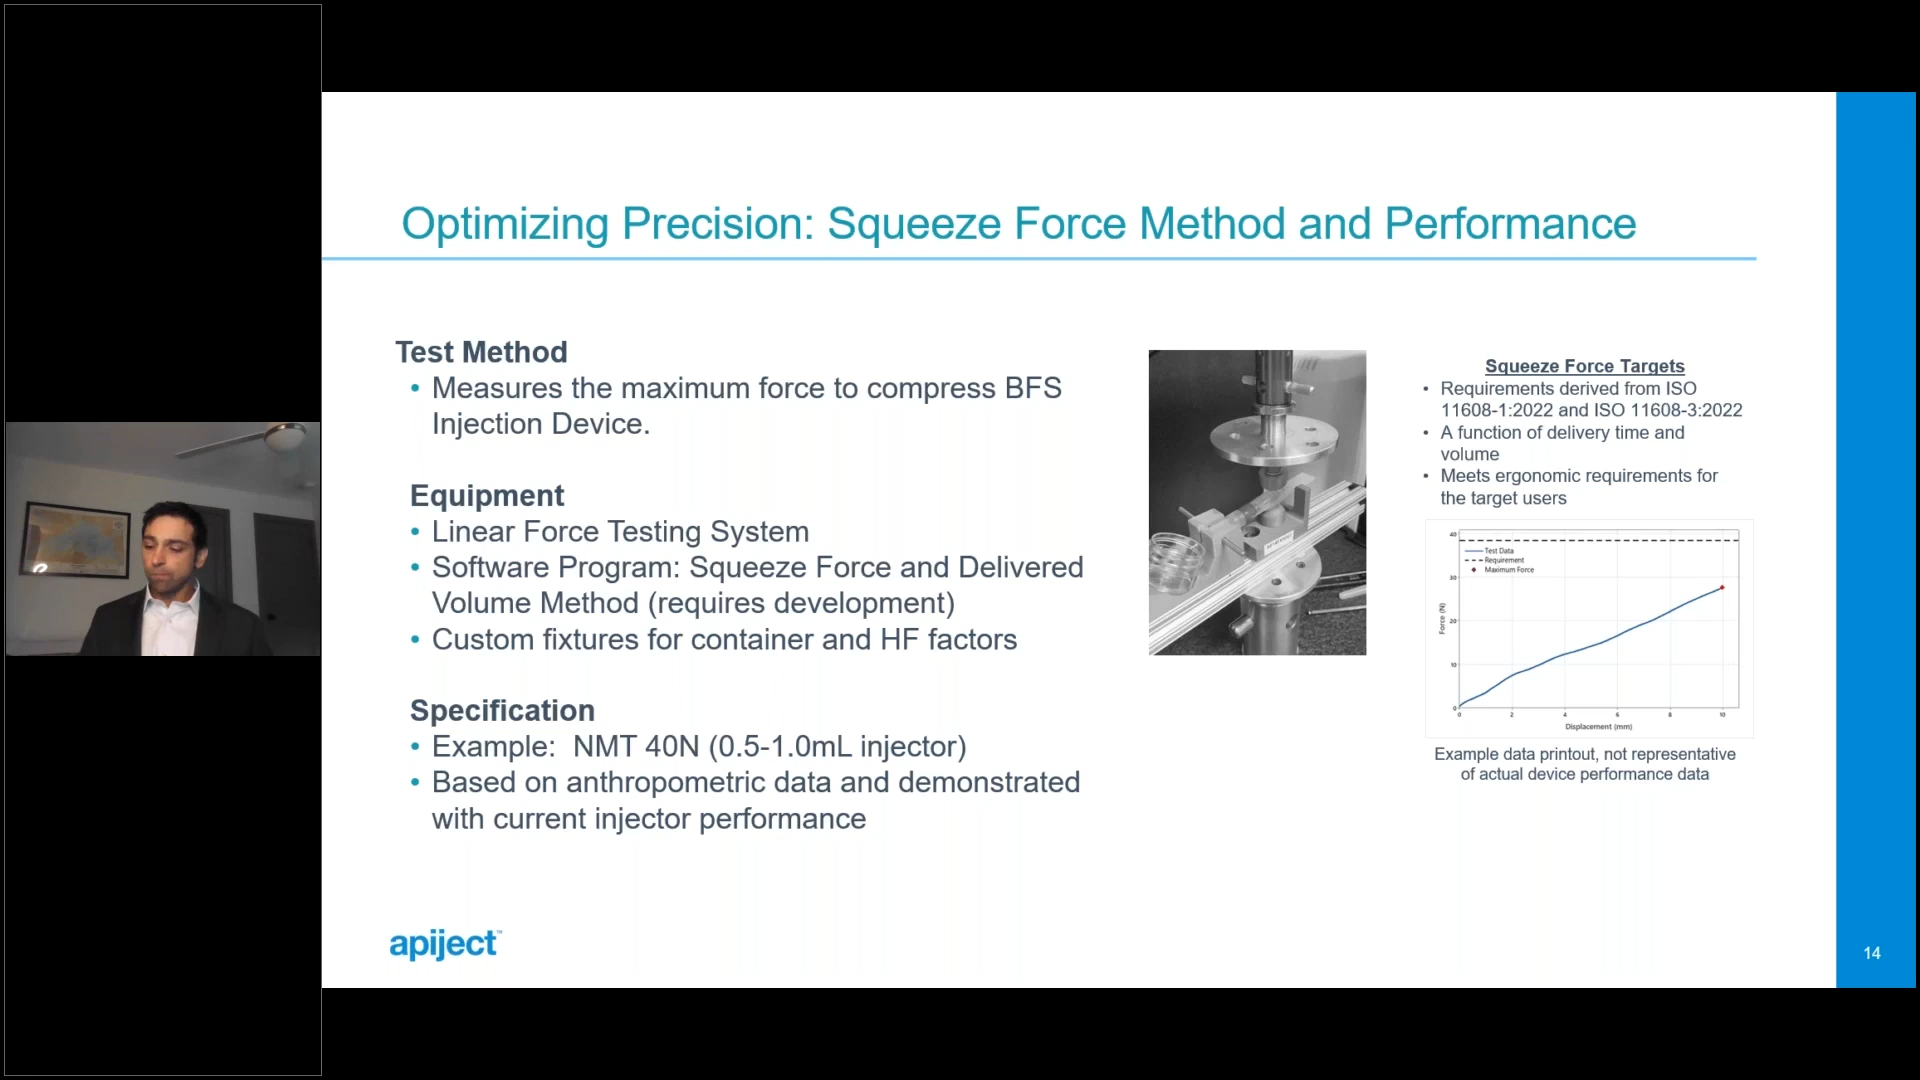 Optimizing Precision: Squeeze Force Method and Performance
Test Method
• Measures the maximum force to compress BFS
Injection Device.
Equipment
• Linear Force Testing System
• Software Program: Squeeze Force and Delivered
Volume Method (requires development)
• Custom fixtures for container and HF factors
Specification
• Example: NMT 40N (0.5-1.0mL injector)
• Based on anthropometric data and demonstrated
with current injector performance
Squeeze Force Targets
• Requirements derived from ISO
11608-1:2022 and ISO 11608-3:2022
• A function of delivery time and
volume
• Meets ergonomic requirements for
the target users
Test Data
Requirement
Maximum Force
40
30
20
10
0
Force (N)
0 2 4 6 8 10
Displacement (mm)
Example data printout, not representative
of actual device performance data
apiject™
14